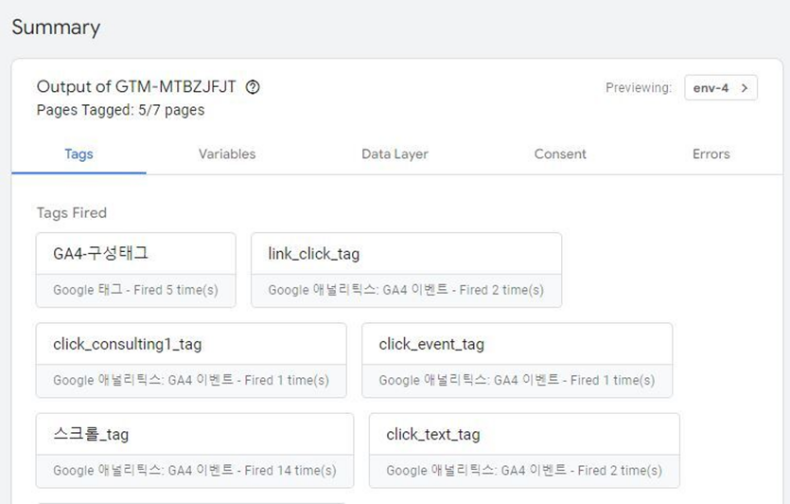 Summary
Output of GTM-MTBZJFJT
Previewing: env-4
Pages Tagged: 5/7 pages
Tags Variables Data Layer Consent Errors
Tags Fired
GA4-구성태그 link_click_tag
Google 태그 - Fired 5 time(s) Google 애널리틱스: GA4 이벤트 - Fired 2 time(s)
click_consulting1_tag click_event_tag
Google 애널리틱스: GA4 이벤트 - Fired 1 time(s) Google 애널리틱스: GA4 이벤트 - Fired 1 time(s)
스크롤_tag click_text_tag
Google 애널리틱스: GA4 이벤트 - Fired 14 time(s) Google 애널리틱스: GA4 이벤트 - Fired 2 time(s)